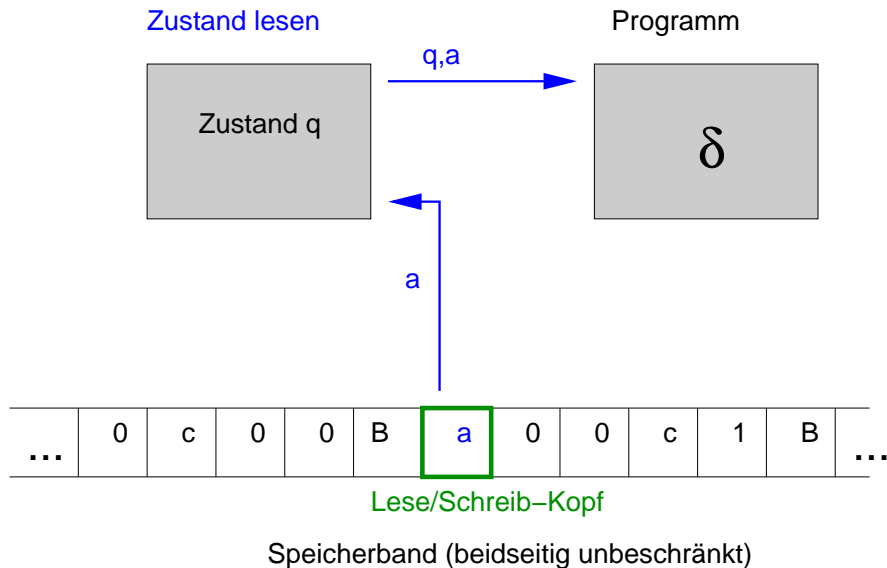 Zustand lesen Programm
q,a
Zustand q
δ
a
... 0 c 0 0 B a 0 0 c 1 B ...
Lese/Schreib–Kopf
Speicherband (beidseitig unbeschränkt)